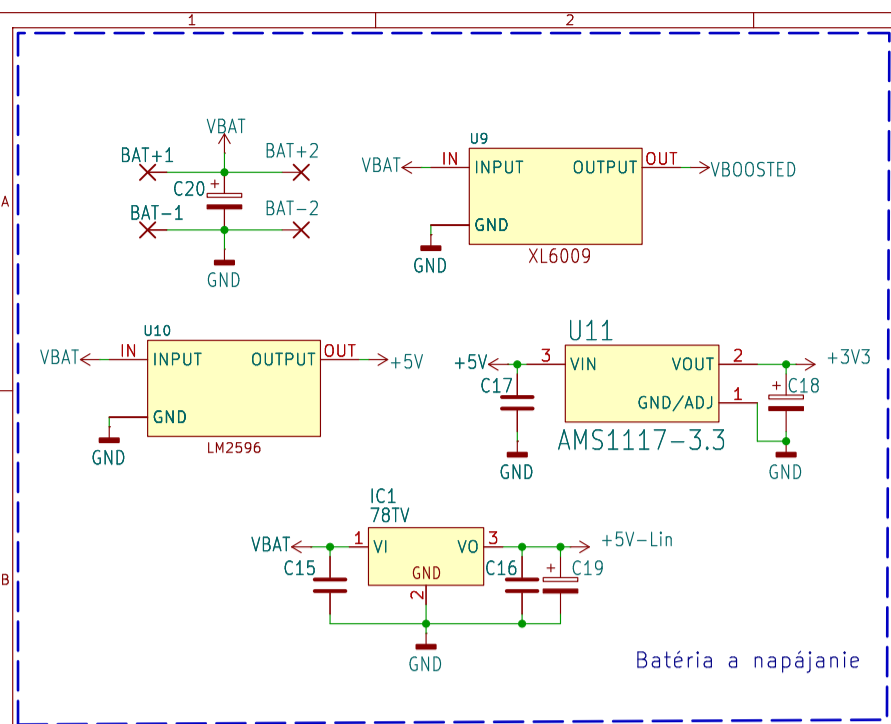 1 2
A
VBAT
BAT+1 BAT+2
C20 +
BAT-1 BAT-2
GND
U9
VBAT IN INPUT OUTPUT OUT VBOOSTED
GND
GND
XL6009
U10
VBAT IN INPUT OUTPUT OUT +5V
GND
GND
LM2596
U11
+5V 3 VIN VOUT 2 +3V3
C17 GND/ADJ 1 + C18
AMS1117-3.3
GND GND
B
IC1
78TV
VBAT 1 VI VO 3 +5V-Lin
C15 GND C16 + C19
2
GND
Batéria a napájanie